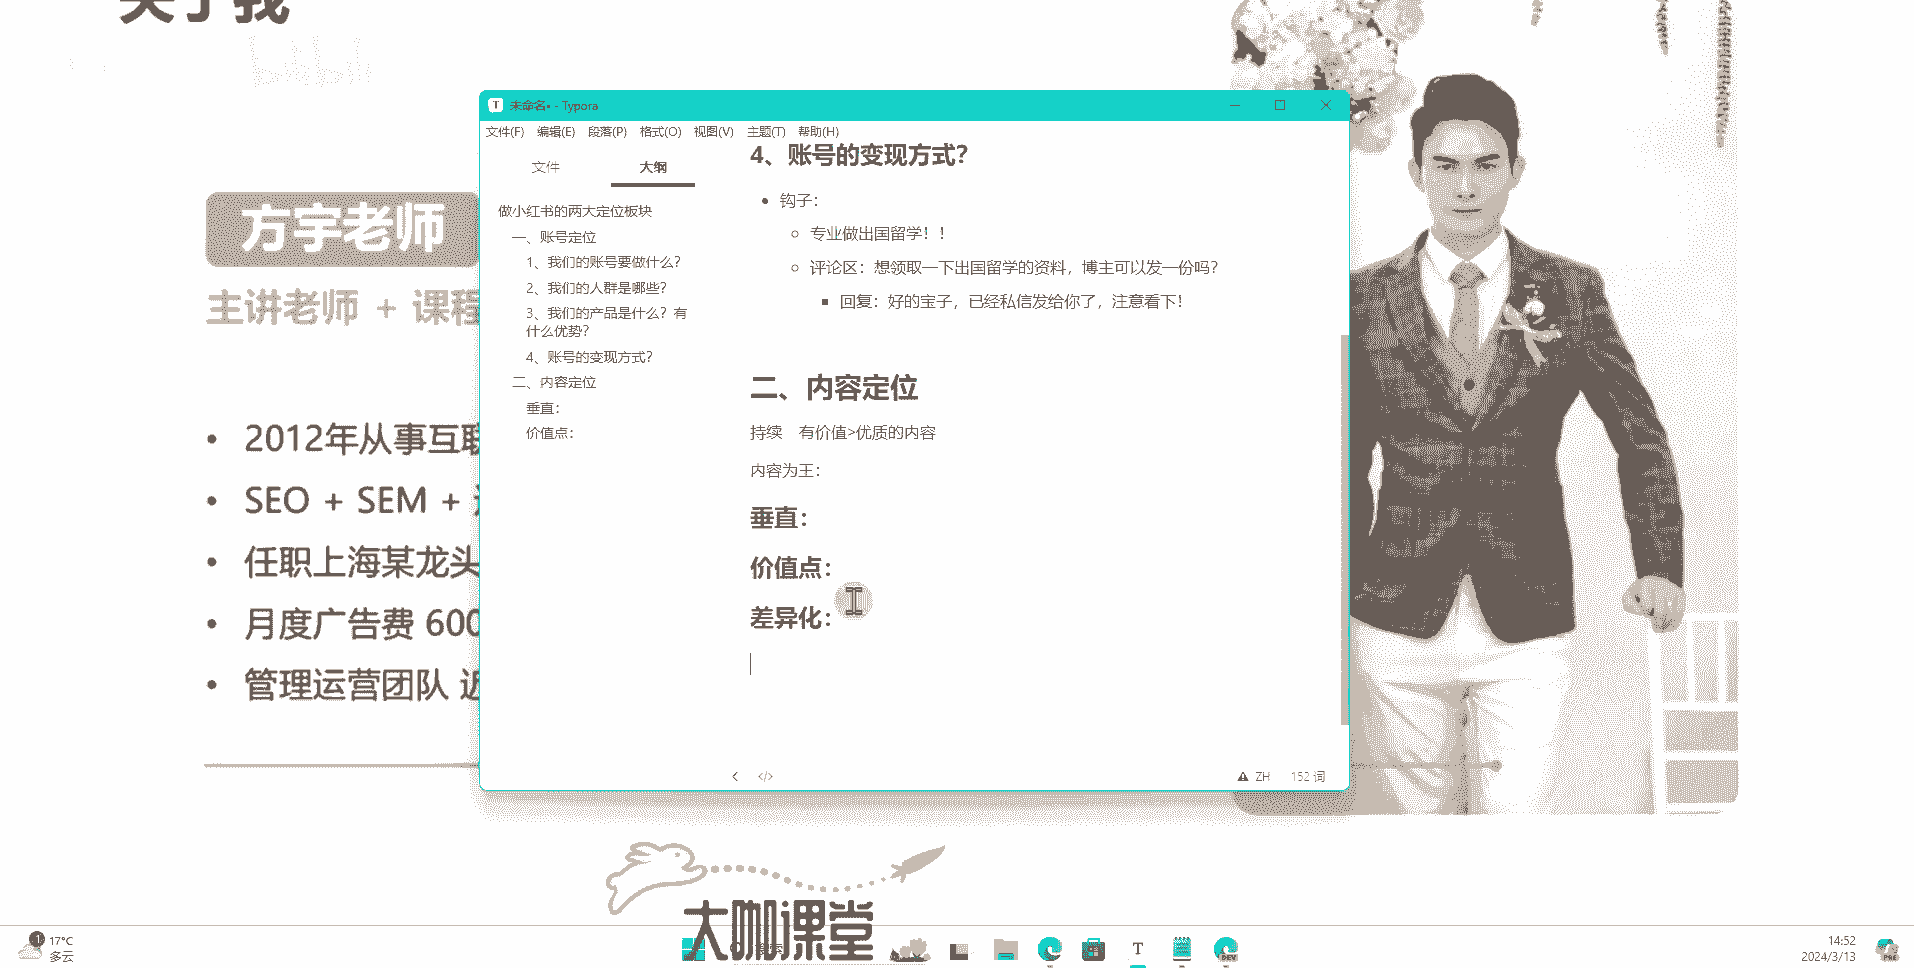 关于我
bilibili
方宇老师
主讲老师 + 课程
• 2012年从事互联
• SEO + SEM +
• 任职上海某龙头
• 月度广告费 600
• 管理运营团队 近
未命名• - Typora
文件(F) 编辑(E) 段落(P) 格式(O) 视图(V) 主题(T) 帮助(H)
文件 大纲
做小红书的两大定位板块
一、账号定位
1、我们的账号要做什么？
2、我们的人群是哪些？
3、我们的产品是什么？有
什么优势？
4、账号的变现方式？
二、内容定位
垂直：
价值点：
4、账号的变现方式？
• 钩子：
○ 专业做出国留学！！
○ 评论区：想领取一下出国留学的资料，博主可以发一份吗？
▪ 回复：好的宝子，已经私信发给你了，注意看下！
二、内容定位
持续 有价值>优质的内容
内容为王：
垂直：
价值点：
差异化：
</> ZH 152 词
大咖课堂
1
17°C
多云
T
DEV
14:52
2024/3/13
PRE